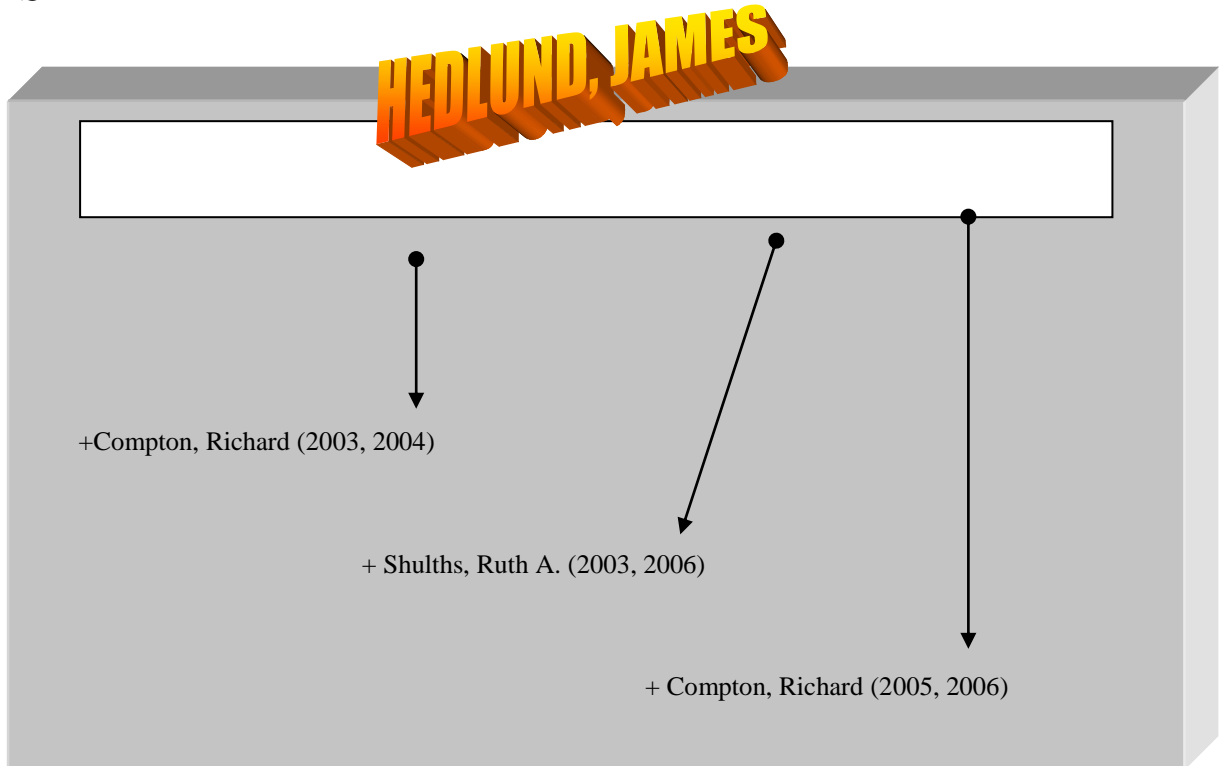 HEDLUND, JAMES
+Compton, Richard (2003, 2004)
+ Shulths, Ruth A. (2003, 2006)
+ Compton, Richard (2005, 2006)